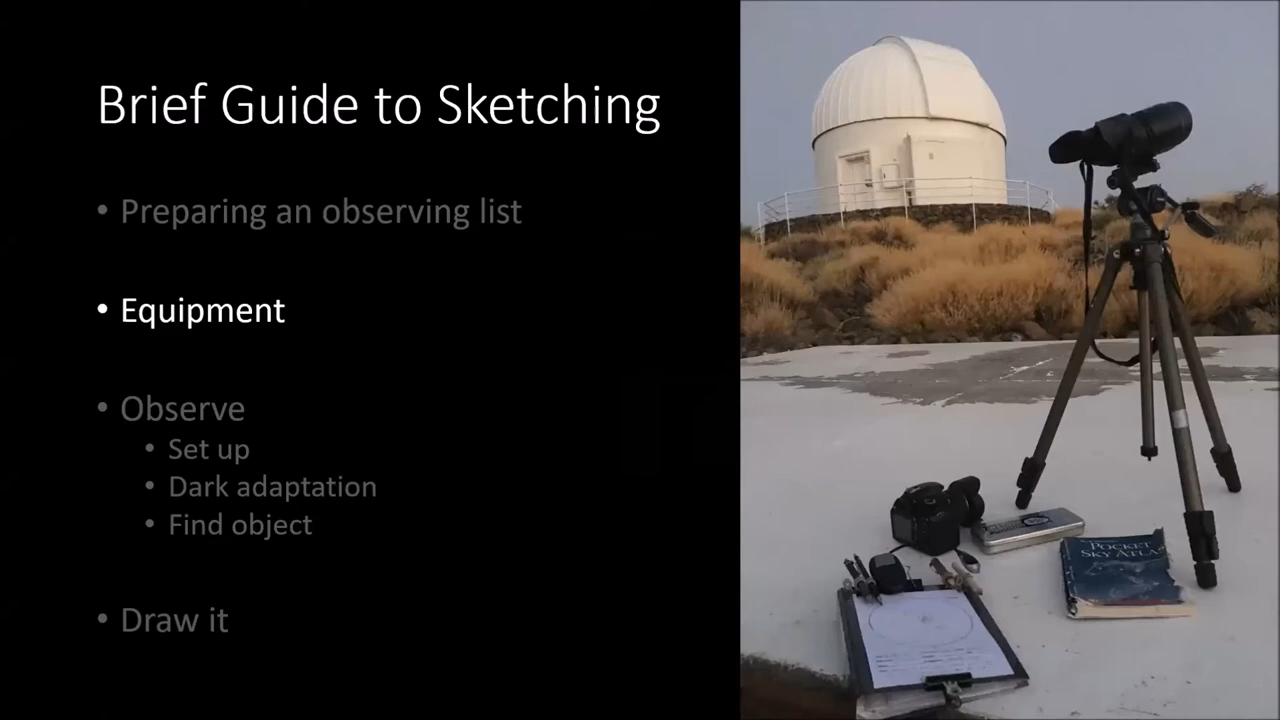 Brief Guide to Sketching
• Preparing an observing list
• Equipment
• Observe
• Set up
• Dark adaptation
• Find object
• Draw it
POCKET
SKY ATLA